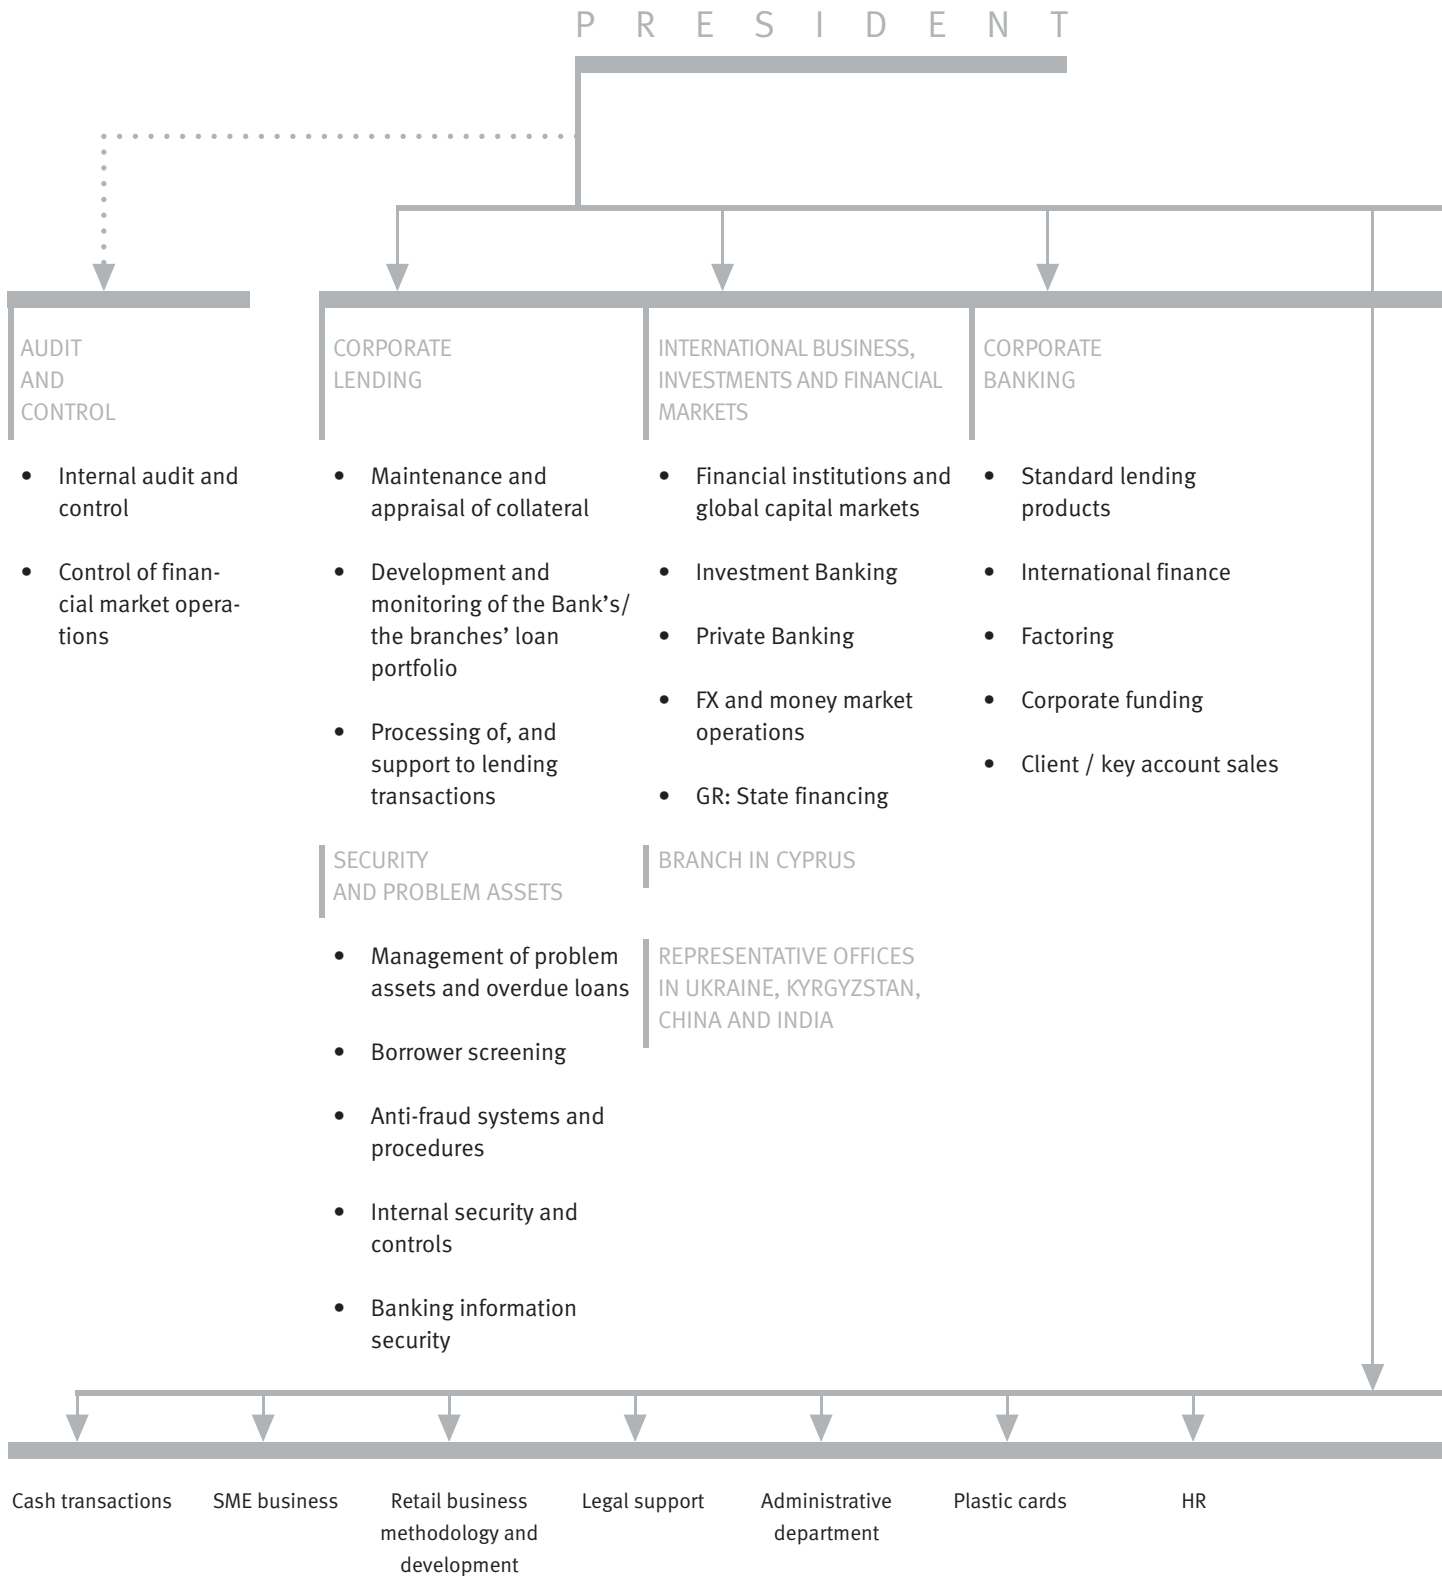 PRESIDENT
AUDIT
AND
CONTROL
• Internal audit and
control
• Control of finan-
cial market opera-
tions
CORPORATE
LENDING
• Maintenance and
appraisal of collateral
• Development and
monitoring of the Bank's/
the branches' loan
portfolio
• Processing of, and
support to lending
transactions
SECURITY
AND PROBLEM ASSETS
• Management of problem
assets and overdue loans
• Borrower screening
• Anti-fraud systems and
procedures
• Internal security and
controls
• Banking information
security
INTERNATIONAL BUSINESS,
INVESTMENTS AND FINANCIAL
MARKETS
• Financial institutions and
global capital markets
• Investment Banking
• Private Banking
• FX and money market
operations
• GR: State financing
BRANCH IN CYPRUS
REPRESENTATIVE OFFICES
IN UKRAINE, KYRGYZSTAN,
CHINA AND INDIA
CORPORATE
BANKING
• Standard lending
products
• International finance
• Factoring
• Corporate funding
• Client / key account sales
Cash transactions
SME business
Retail business
methodology and
development
Legal support
Administrative
department
Plastic cards
HR